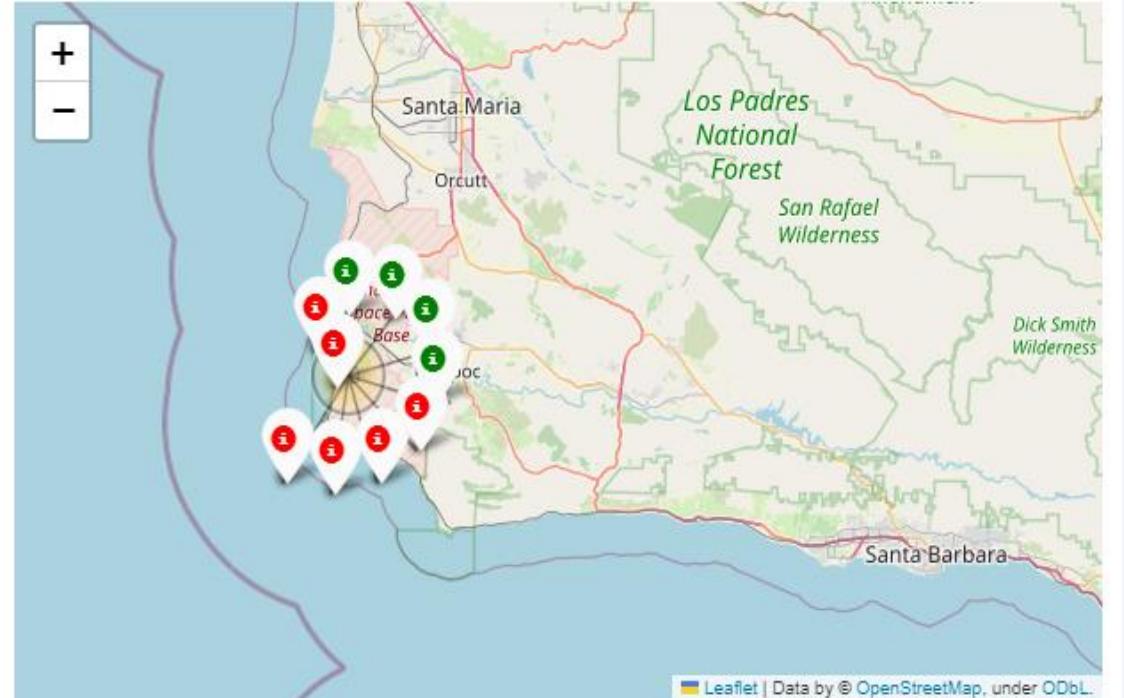 +
−
Santa Maria
Orcutt
Los Padres
National
Forest
San Rafael
Wilderness
Base
Dick Smith
Wilderness
Santa Barbara
Leaflet | Data by © OpenStreetMap, under ODbL.